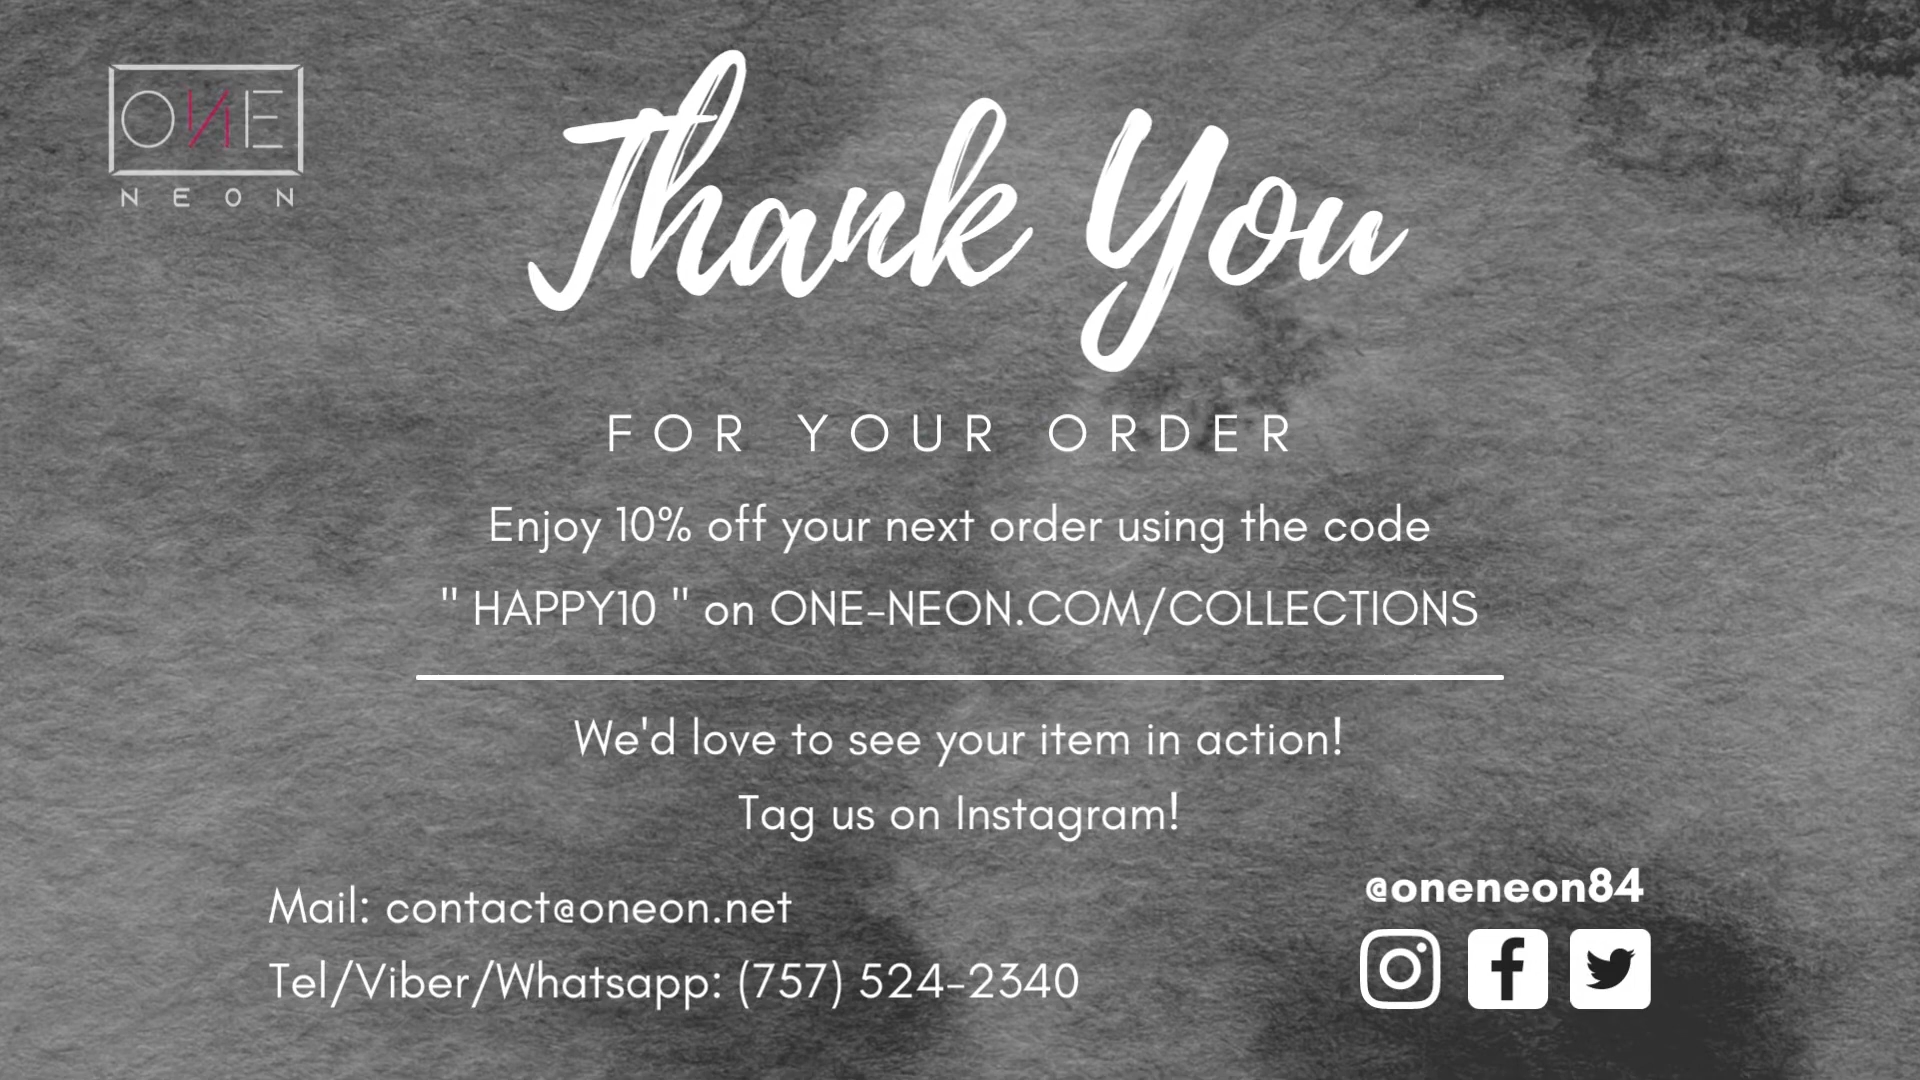 ONE
NEON
Thank You
FOR YOUR ORDER
Enjoy 10% off your next order using the code
" HAPPY10 " on ONE-NEON.COM/COLLECTIONS
We'd love to see your item in action!
Tag us on Instagram!
Mail: contact@oneon.net
Tel/Viber/Whatsapp: (757) 524-2340
@oneneon84